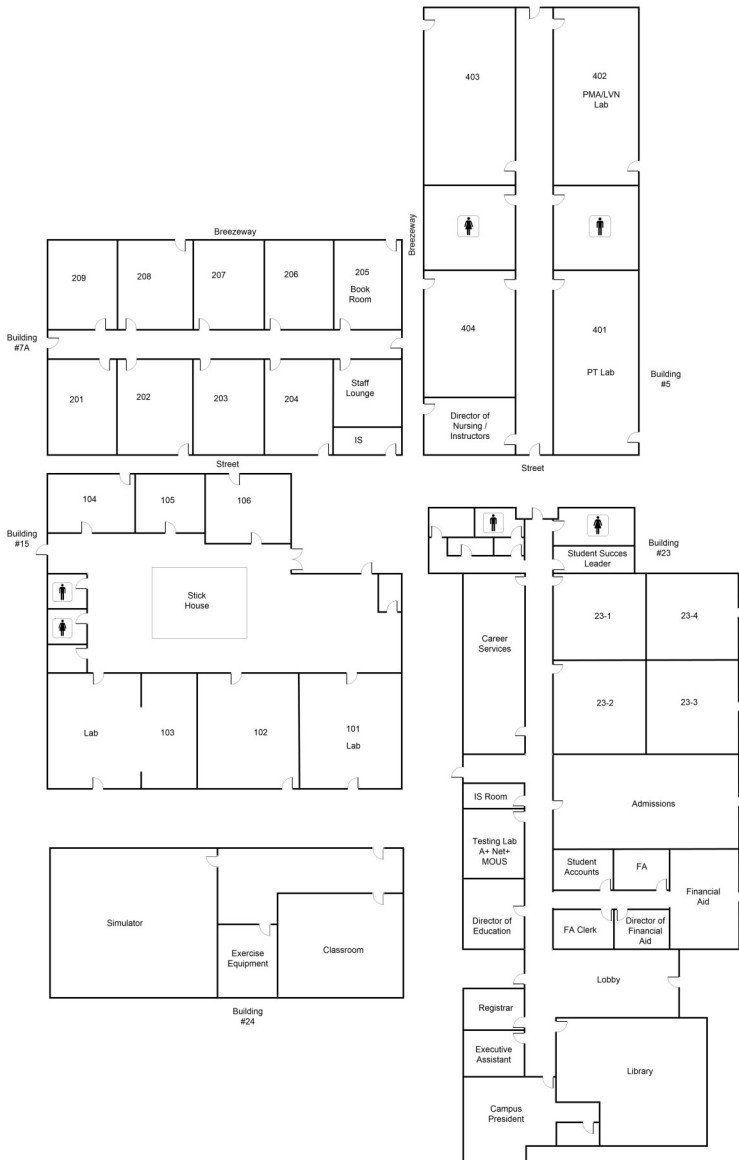 403
402
PMA/LVN
Lab
Breezeway
404
401
PT Lab
Director of
Nursing /
Instructors
Building
#5
Street
Breezeway
209
208
207
206
205
Book
Room
Building
#7A
201
202
203
204
Staff
Lounge
IS
Street
104
105
106
Building
#15
Stick
House
Lab
103
102
101
Lab
Building
#23
Student Succes
Leader
Career
Services
23-1
23-4
23-2
23-3
IS Room
Admissions
Testing Lab
A+ Net+
MOUS
Student
Accounts
FA
Financial
Aid
Director of
Education
FA Clerk
Director of
Financial
Aid
Lobby
Registrar
Executive
Assistant
Library
Campus
President
Simulator
Exercise
Equipment
Classroom
Building
#24